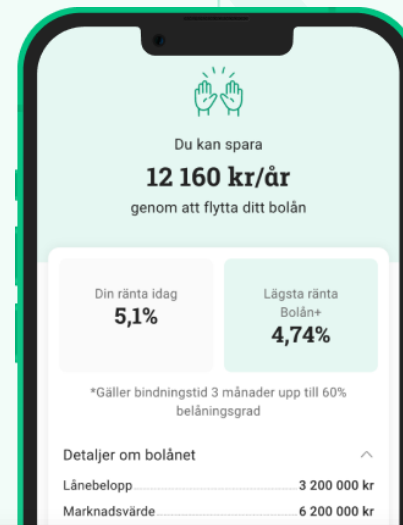 Du kan spara
12 160 kr/år
genom att flytta ditt bolån
Din ränta idag
5,1%
Lägsta ränta
Bolån+
4,74%
*Gäller bindningstid 3 månader upp till 60%
belåningsgrad
Detaljer om bolånet
Lånebelopp 3 200 000 kr
Marknadsvärde 6 200 000 kr